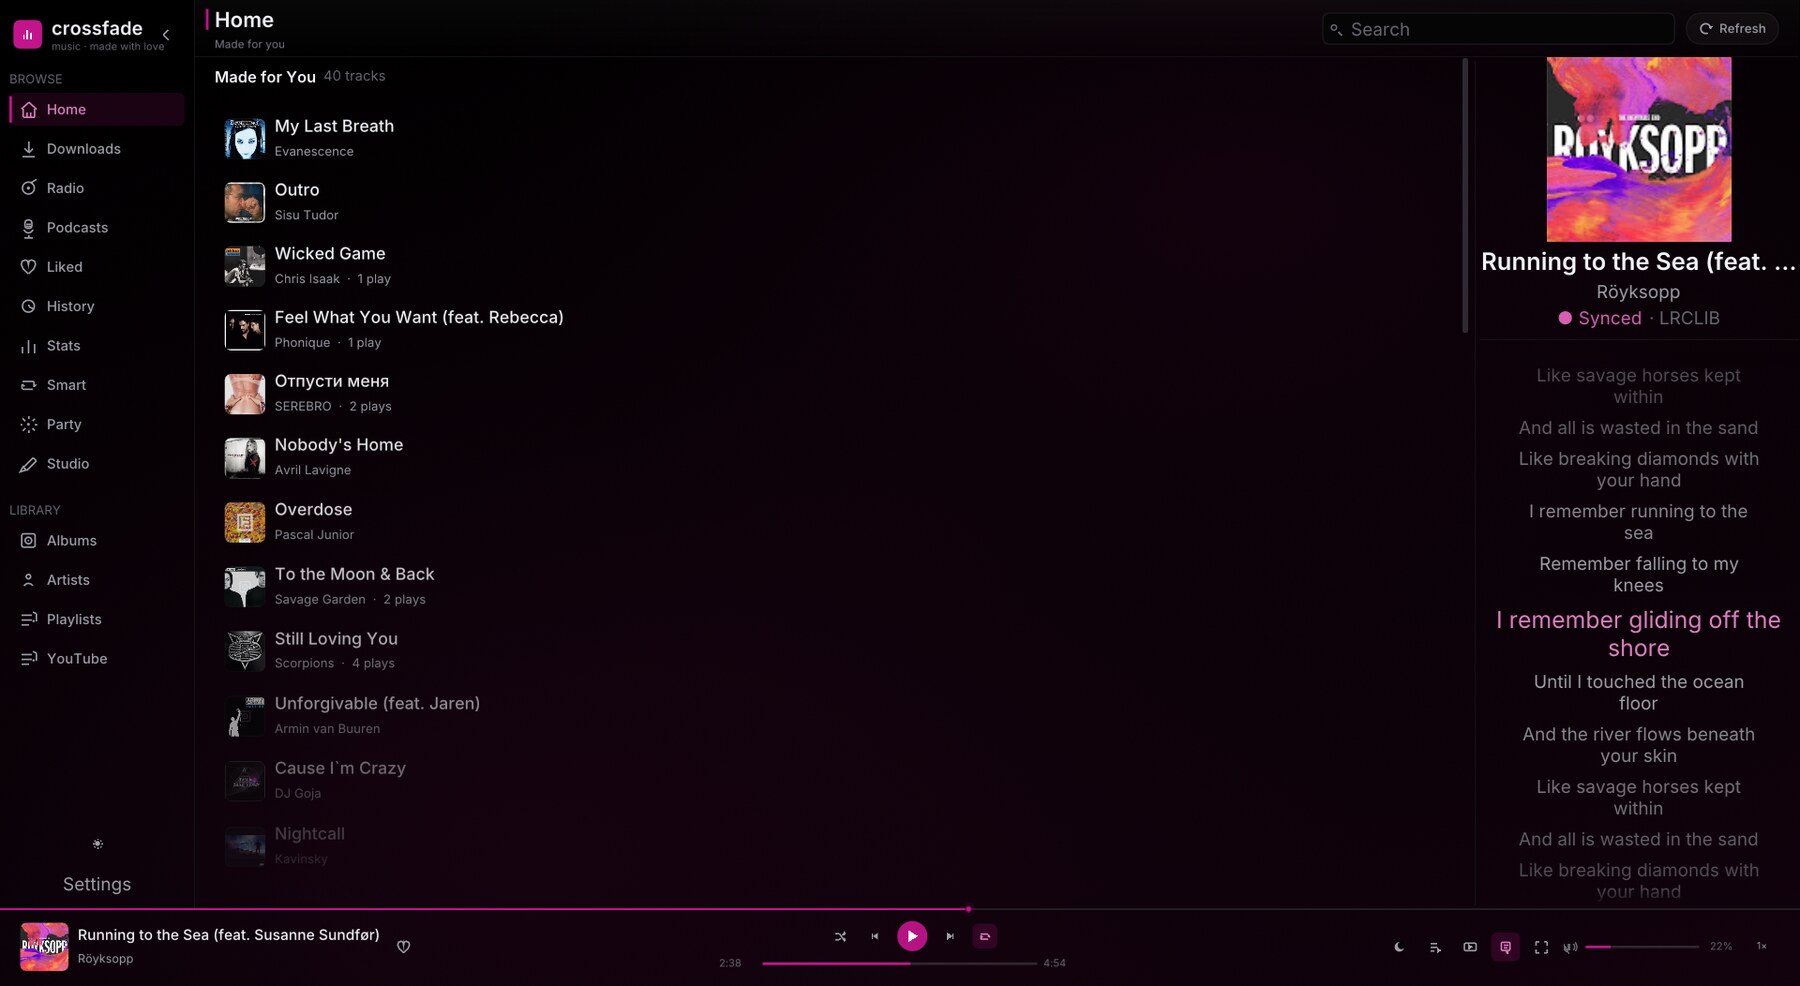 crossfade
music · made with love
BROWSE
Home
Downloads
Radio
Podcasts
Liked
History
Stats
Smart
Party
Studio
LIBRARY
Albums
Artists
Playlists
YouTube
Settings
Home
Made for you
Search
Refresh
Made for You 40 tracks
My Last Breath
Evanescence
Outro
Sisu Tudor
Wicked Game
Chris Isaak · 1 play
Feel What You Want (feat. Rebecca)
Phonique · 1 play
Отпусти меня
SEREBRO · 2 plays
Nobody's Home
Avril Lavigne
Overdose
Pascal Junior
To the Moon & Back
Savage Garden · 2 plays
Still Loving You
Scorpions · 4 plays
Unforgivable (feat. Jaren)
Armin van Buuren
Cause I`m Crazy
DJ Goja
Nightcall
Kavinsky
RÖYKSOPP
Running to the Sea (feat. ...
Röyksopp
Synced · LRCLIB
Like savage horses kept
within
And all is wasted in the sand
Like breaking diamonds with
your hand
I remember running to the
sea
Remember falling to my
knees
I remember gliding off the
shore
Until I touched the ocean
floor
And the river flows beneath
your skin
Like savage horses kept
within
And all is wasted in the sand
Like breaking diamonds with
your hand
RÖYKSOPP
Running to the Sea (feat. Susanne Sundfør)
Röyksopp
2:38
4:54
22%
1×